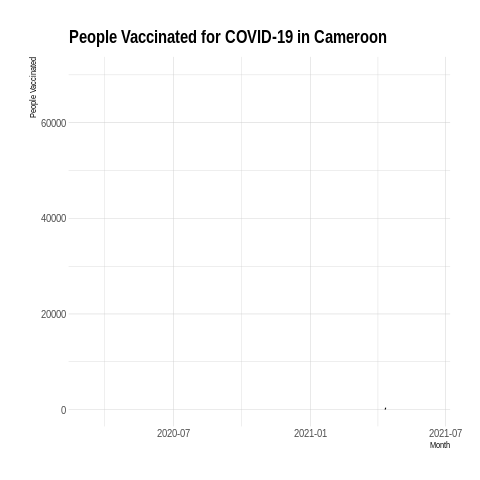 People Vaccinated for COVID-19 in Cameroon
People Vaccinated
60000
40000
20000
0
2020-07
2021-01
2021-07
Month